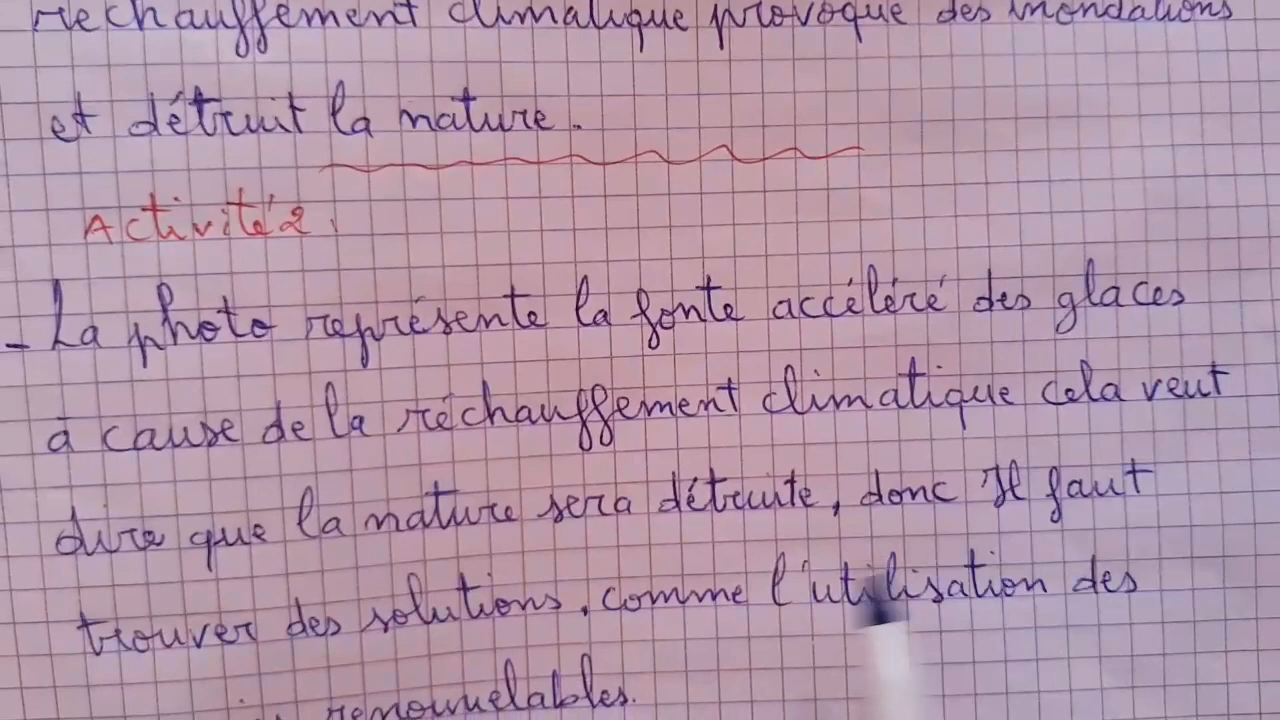 rechauffement climatique provoque des inondations
et détruit la nature.
Activité 2.
- La photo représente la fonte accéléré des glaces
à cause de la réchauffement climatique cela veut
dire que la nature sera détruite, donc Il faut
trouver des solutions, comme l'utilisation des
renouvelables.